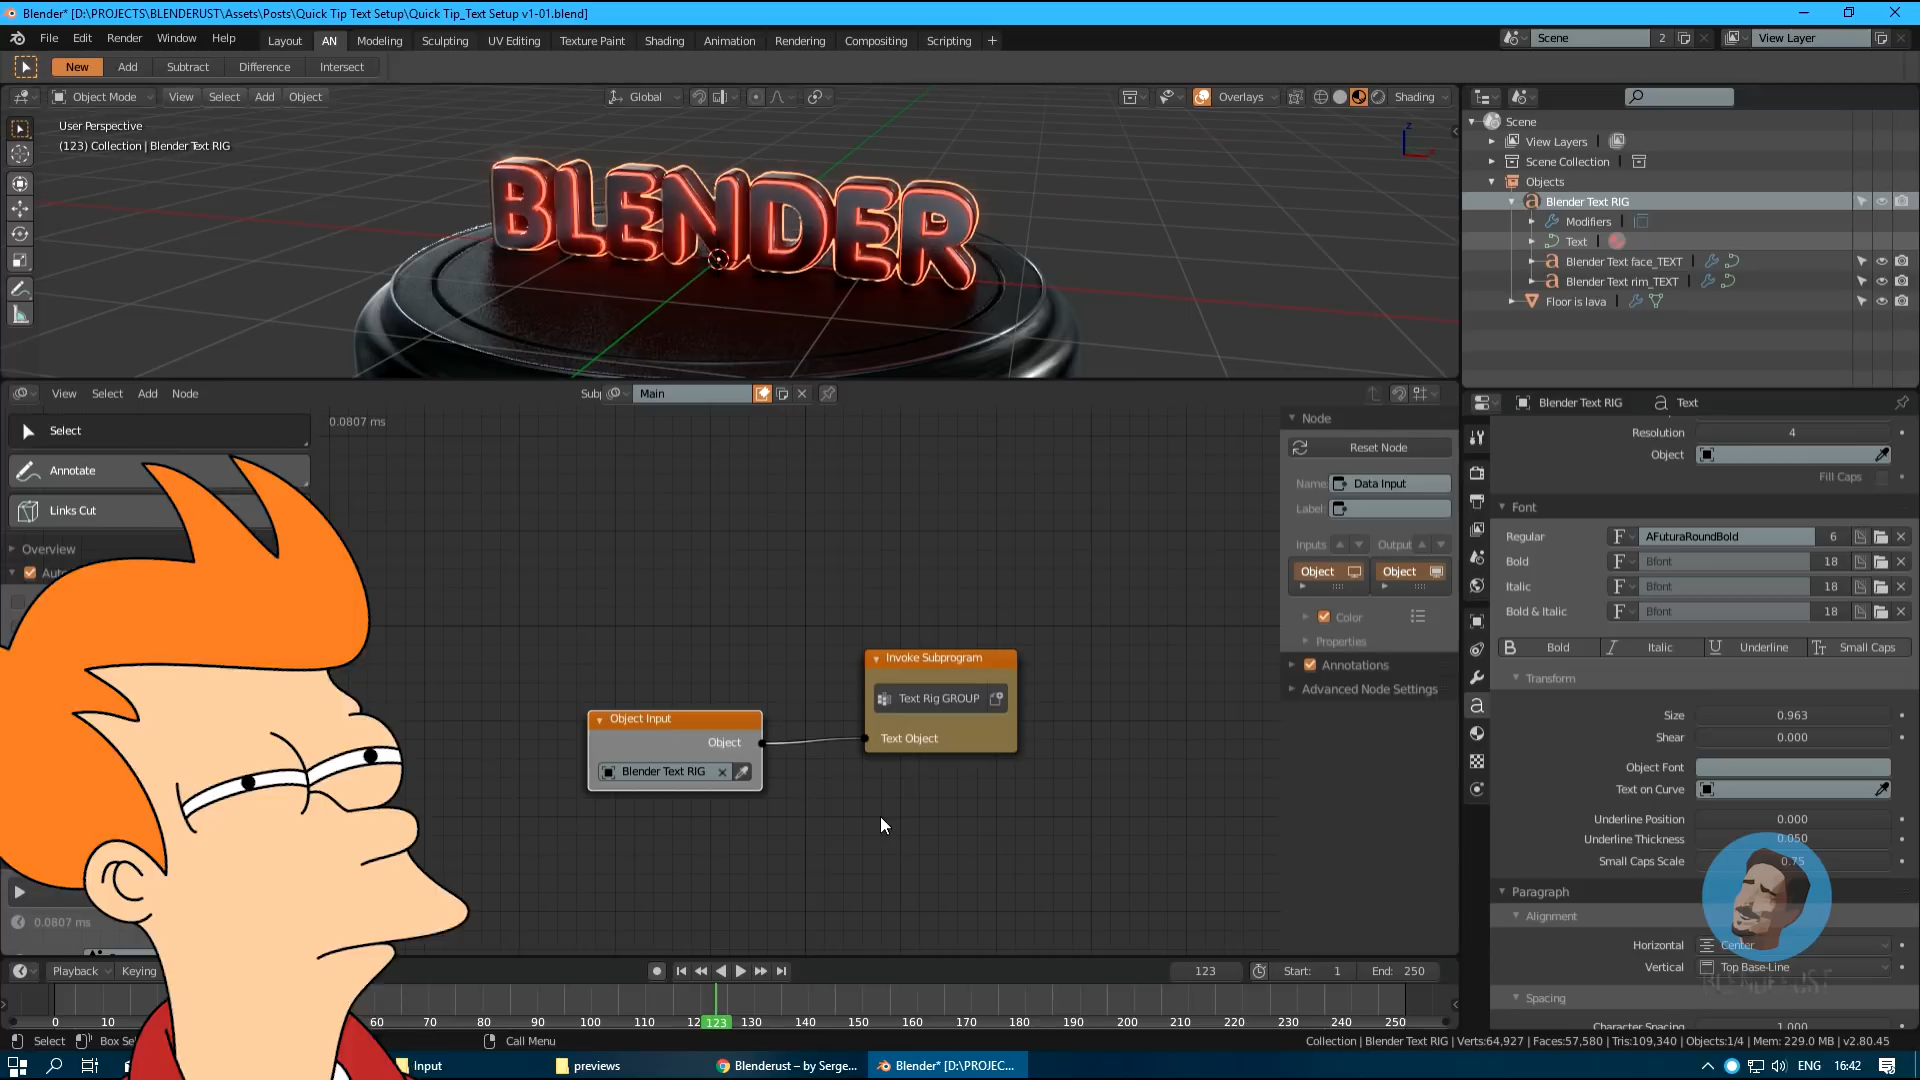 Blender* [D:\PROJECTS\BLENDERUST\Assets\Posts\Quick Tip Text Setup\Quick Tip_Text Setup v1-01.blend]
File Edit Render Window Help Layout AN Modeling Sculpting UV Editing Texture Paint Shading Animation Rendering Compositing Scripting + Scene 2 View Layer
New Add Subtract Difference Intersect
Object Mode View Select Add Object Global Overlays Shading
User Perspective
(123) Collection | Blender Text RIG
Z
BLENDER
Scene
View Layers
Scene Collection
Objects
Blender Text RIG
Modifiers
Text
Blender Text face_TEXT
Blender Text rim_TEXT
Floor is lava
View Select Add Node Subp Main
0.0807 ms
Select
Annotate
Links Cut
Overview
Auto
0.0807 ms
Object Input
Object
Blender Text RIG
Invoke Subprogram
Text Rig GROUP
Text Object
Node
Reset Node
Name: Data Input
Label:
Inputs Output
Object Object
Color
Properties
Annotations
Advanced Node Settings
Blender Text RIG Text
Resolution 4
Object
Fill Caps
Font
Regular F AFuturaRoundBold 6
Bold F Bfont 18
Italic F Bfont 18
Bold & Italic F Bfont 18
B Bold I Italic U Underline Tt Small Caps
Transform
Size 0.963
Shear 0.000
Object Font
Text on Curve
Underline Position 0.000
Underline Thickness 0.050
Small Caps Scale 0.75
Paragraph
Alignment
Horizontal Center
Vertical Top Base-Line
BLENDERUST
Spacing
Character Spacing 1.000
Playback Keying 123 Start: 1 End: 250
0 10 60 70 80 90 100 110 12 123 130 140 150 160 170 180 190 200 210 220 230 240 250
Select Box Sel Call Menu Collection | Blender Text RIG | Verts:64,927 | Faces:57,580 | Tris:109,340 | Objects:1/4 | Mem: 229.0 MB | v2.80.45
Input previews Blenderust – by Serge... Blender* [D:\PROJEC... ENG 16:42